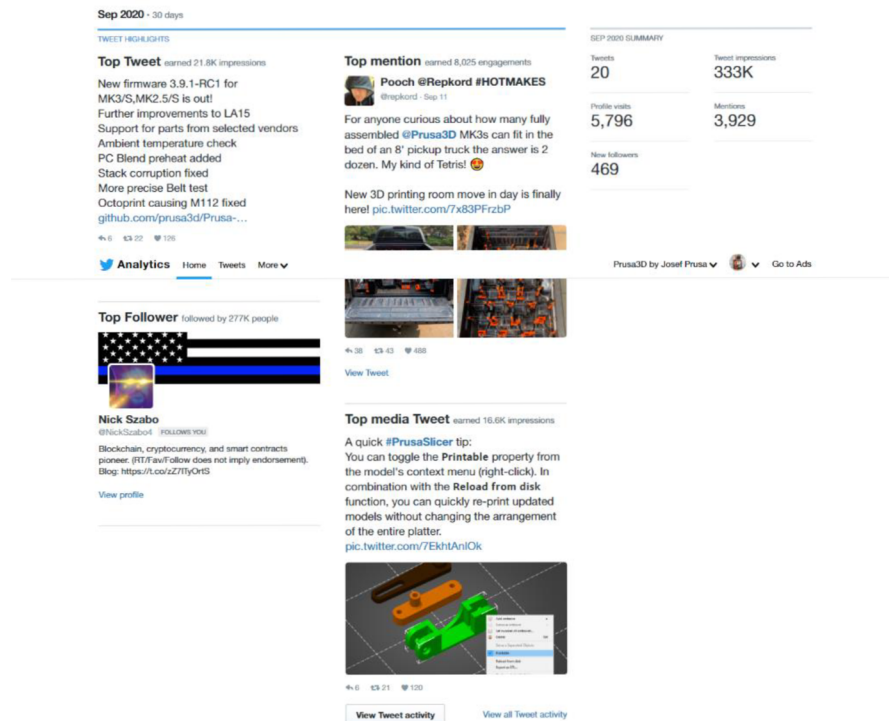 Sep 2020 · 30 days
TWEET HIGHLIGHTS
Top Tweet earned 21.8K impressions
New firmware 3.9.1-RC1 for
MK3/S,MK2.5/S is out!
Further improvements to LA15
Support for parts from selected vendors
Ambient temperature check
PC Blend preheat added
Stack corruption fixed
More precise Belt test
Octoprint causing M112 fixed
github.com/prusa3d/Prusa-…
6 22 126
Top mention earned 8,025 engagements
Pooch @Repkord #HOTMAKES
@repkord · Sep 11
For anyone curious about how many fully
assembled @Prusa3D MK3s can fit in the
bed of an 8' pickup truck the answer is 2
dozen. My kind of Tetris! 🤩
New 3D printing room move in day is finally
here! pic.twitter.com/7x83PFrzbP
SEP 2020 SUMMARY
Tweets
20
Tweet impressions
333K
Profile visits
5,796
Mentions
3,929
New followers
469
Analytics Home Tweets More
Prusa3D by Josef Prusa
Go to Ads
38 43 488
View Tweet
Top Follower followed by 277K people
Nick Szabo
@NickSzabo4 FOLLOWS YOU
Blockchain, cryptocurrency, and smart contracts
pioneer. (RT/Fav/Follow does not imply endorsement).
Blog: https://t.co/zZ7ITyOrtS
View profile
Top media Tweet earned 16.6K impressions
A quick #PrusaSlicer tip:
You can toggle the Printable property from
the model's context menu (right-click). In
combination with the Reload from disk
function, you can quickly re-print updated
models without changing the arrangement
of the entire platter.
pic.twitter.com/7EkhtAnlOk
Printable
Reload from disk
6 21 120
View Tweet activity
View all Tweet activity